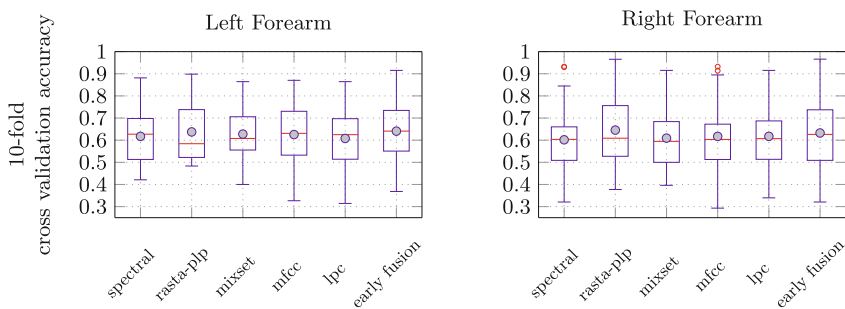 Left Forearm
Right Forearm
10-fold
cross validation accuracy
1
0.9
0.8
0.7
0.6
0.5
0.4
0.3
spectral
rasta-plp
mixset
mfcc
lpc
early fusion
1
0.9
0.8
0.7
0.6
0.5
0.4
0.3
spectral
rasta-plp
mixset
mfcc
lpc
early fusion